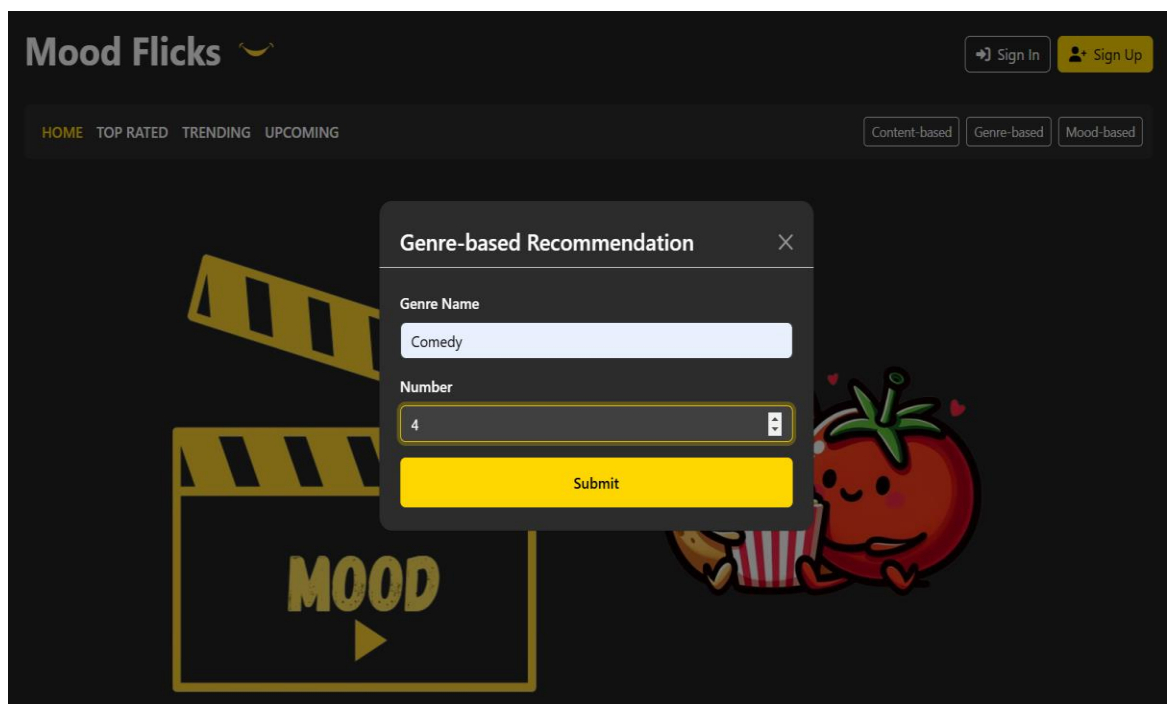 Mood Flicks
Sign In
Sign Up
HOME TOP RATED TRENDING UPCOMING
Content-based Genre-based Mood-based
Genre-based Recommendation
Genre Name
Comedy
Number
4
Submit
MOOD